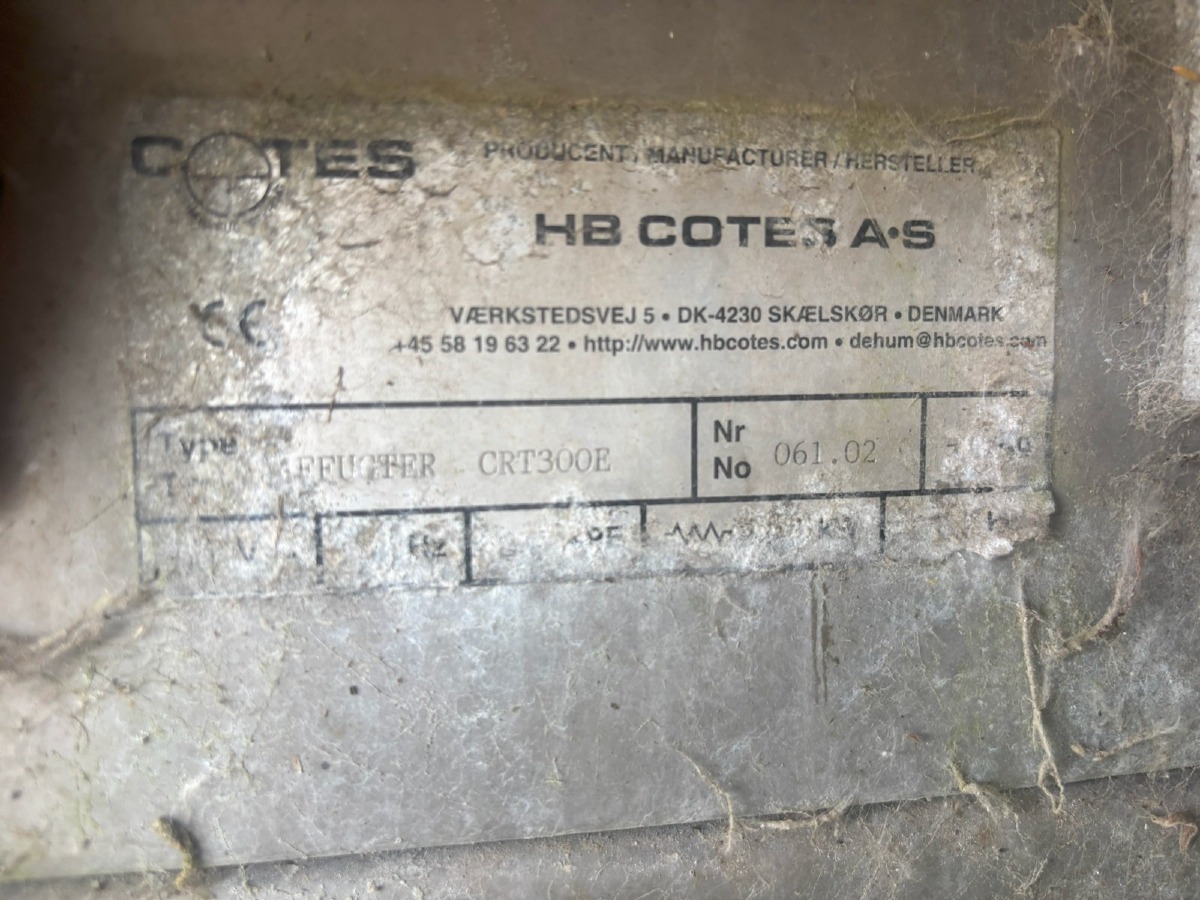 COTES
PRODUCENT / MANUFACTURER / HERSTELLER
HB COTES A•S
CE
VÆRKSTEDSVEJ 5 • DK-4230 SKÆLSKØR • DENMARK
+45 58 19 63 22 • http://www.hbcotes.com • dehum@hbcotes.com
Type
FFUGTER CRT300E
Nr
No 061.02
V Hz